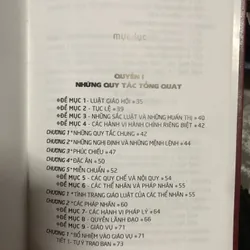 mục lục
QUYỂN I
NHỮNG QUY TẮC TỔNG QUÁT
ĐỀ MỤC 1- LUẬT GIÁO HỘI +35
ĐỀ MỤC 2 - TỤC LỆ +39
ĐỀ MỤC 3 - NHỮNG SẮC LUẬT VÀ NHỮNG HUẤN THỊ +40
ĐỀ MỤC 4 - CÁC HÀNH VI HÀNH CHÍNH RIÊNG BIỆT +42
CHƯƠNG 1*NHỮNG QUY TẮC CHUNG +42
CHƯƠNG 2*NHỮNG NGHỊ ĐỊNH VÀ NHỮNG MỆNH LỆNH +44
CHƯƠNG 3*PHÚC CHIẾU +47
CHƯƠNG 4*ĐẶC ÂN +50
CHƯƠNG 5*MIỄN CHUẨN +52
ĐỀ MỤC 5 - CÁC QUY CHẾ VÀ NỘI QUY +54
ĐỀ MỤC 6 - CÁC THỂ NHÂN VÀ PHÁP NHÂN +55
CHƯƠNG 1 *TÌNH TRẠNG GIÁO LUẬT CỦA CÁC THỂ NHÂN +55
CHƯƠNG 2*CÁC PHÁP NHÂN +60
ĐỀ MỤC 7- CÁC HÀNH VI PHÁP LÝ +64
ĐỀ MỤC 8- QUYỀN LÃNH ĐẠO +66
ĐỀ MỤC 9- GIÁO VỤ +71
CHƯƠNG 1 *BỔ NHIỆM VÀO GIÁO VỤ +71
TIẾT 1- TỰ Ý TRAO BAN +73